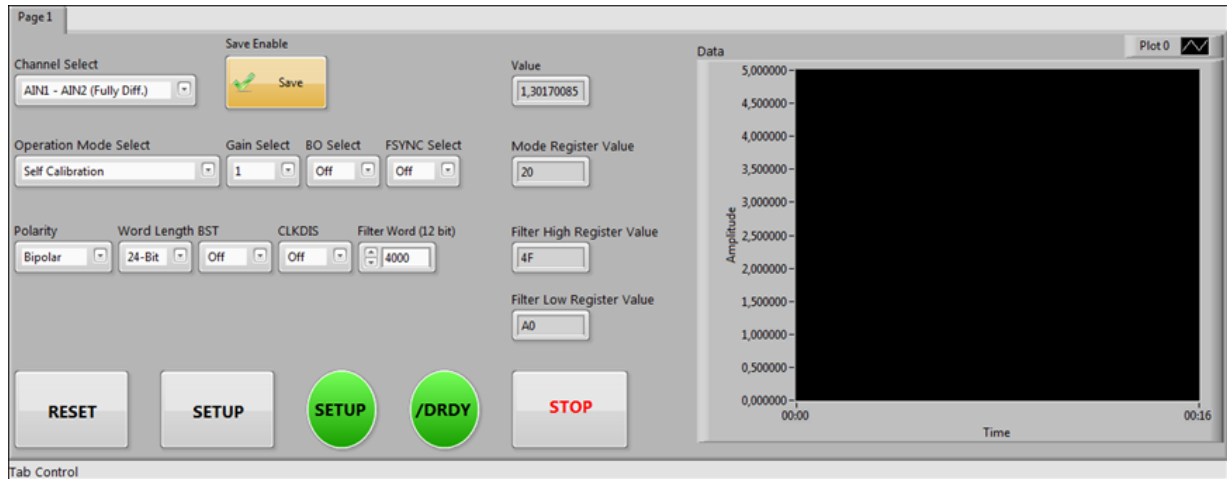 Page 1
Save Enable
Channel Select
AIN1 - AIN2 (Fully Diff.)
Save
Value
1,30170085
Operation Mode Select
Gain Select
BO Select
FSYNC Select
Mode Register Value
Self Calibration
1
Off
Off
20
Polarity
Word Length
BST
CLKDIS
Filter Word (12 bit)
Filter High Register Value
Bipolar
24-Bit
Off
Off
4000
4F
Filter Low Register Value
A0
RESET
SETUP
SETUP
/DRDY
STOP
Data
Plot 0
Amplitude
5,000000
4,500000
4,000000
3,500000
3,000000
2,500000
2,000000
1,500000
1,000000
0,500000
0,000000
00:00
00:16
Time
Tab Control